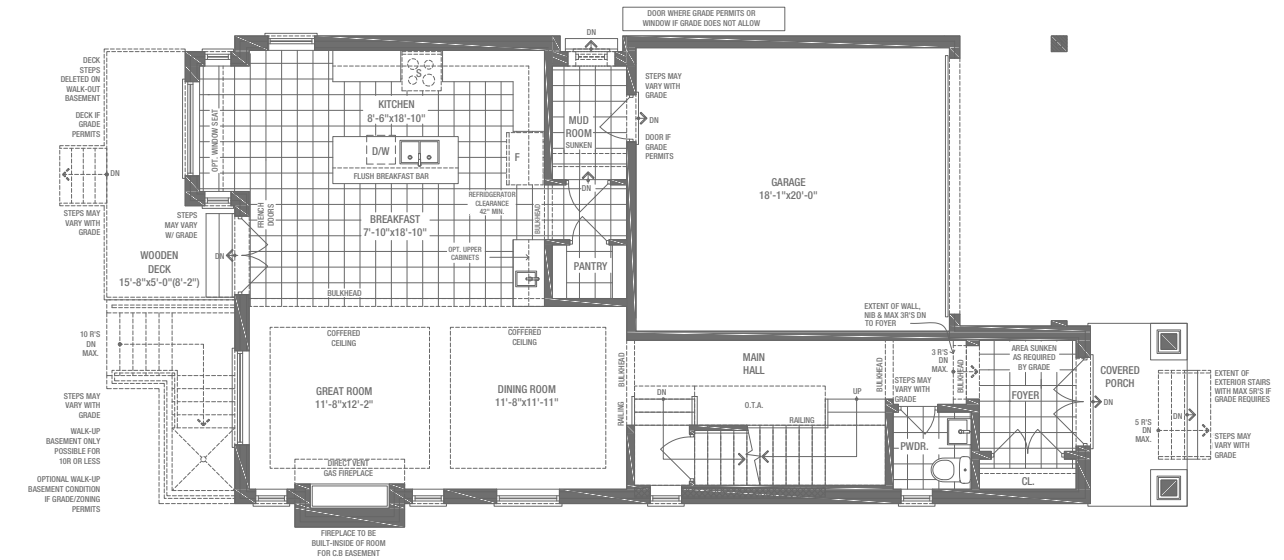 DOOR WHERE GRADE PERMITS OR
WINDOW IF GRADE DOES NOT ALLOW
DN
DECK
STEPS
DELETED ON
WALK-OUT
BASEMENT
DECK IF
GRADE
PERMITS
DN
STEPS MAY
VARY WITH
GRADE
OPT. WINDOW SEAT
S
KITCHEN
8'-6"x18'-10"
D/W
FLUSH BREAKFAST BAR
F
MUD
ROOM
SUNKEN
DN
STEPS MAY
VARY WITH
GRADE
DN
DOOR IF
GRADE
PERMITS
GARAGE
18'-1"x20'-0"
REFRIGERATOR
CLEARANCE
42" MIN.
BULKHEAD
STEPS
MAY VARY
W/ GRADE
FRENCH
DOORS
BREAKFAST
7'-10"x18'-10"
OPT. UPPER
CABINETS
PANTRY
DN
WOODEN
DECK
15'-8"x5'-0"(8'-2")
BULKHEAD
10 R'S
DN
MAX.
COFFERED
CEILING
GREAT ROOM
11'-8"x12'-2"
DIRECT VENT
GAS FIREPLACE
COFFERED
CEILING
DINING ROOM
11'-8"x11'-11"
BULKHEAD
RAILING
MAIN
HALL
DN
O.T.A.
UP
RAILING
BULKHEAD
EXTENT OF WALL,
NIB & MAX 3R'S DN
TO FOYER
3 R'S
DN
MAX.
BULKHEAD
STEPS MAY
VARY WITH
GRADE
PWDR.
AREA SUNKEN
AS REQUIRED
BY GRADE
FOYER
CL.
COVERED
PORCH
DN
5 R'S
DN
MAX.
DN
EXTENT OF
EXTERIOR STAIRS
WITH MAX 5R'S IF
GRADE REQUIRES
STEPS MAY
VARY WITH
GRADE
STEPS MAY
VARY WITH
GRADE
WALK-UP
BASEMENT ONLY
POSSIBLE FOR
10R OR LESS
OPTIONAL WALK-UP
BASEMENT CONDITION
IF GRADE/ZONING
PERMITS
FIREPLACE TO BE
BUILT-INSIDE OF ROOM
FOR C.B EASEMENT